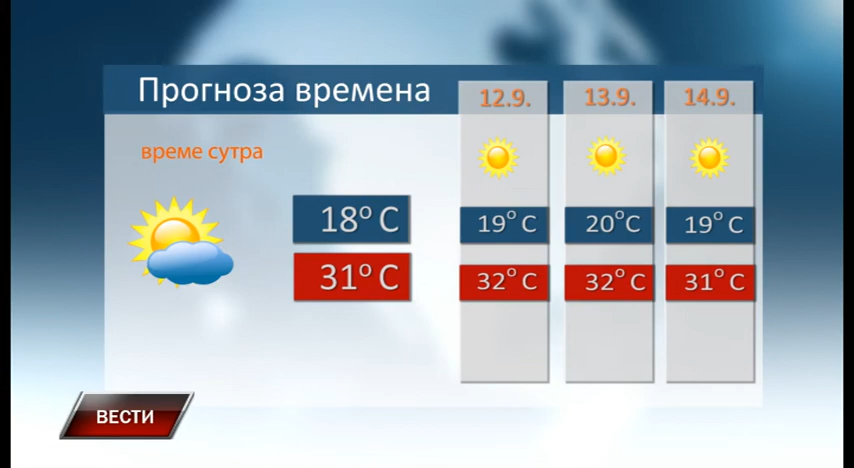 Прогноза времена
време сутра
18° C
31° C
12.9.
19° C
32° C
13.9.
20°C
32° C
14.9.
19° C
31° C
ВЕСТИ